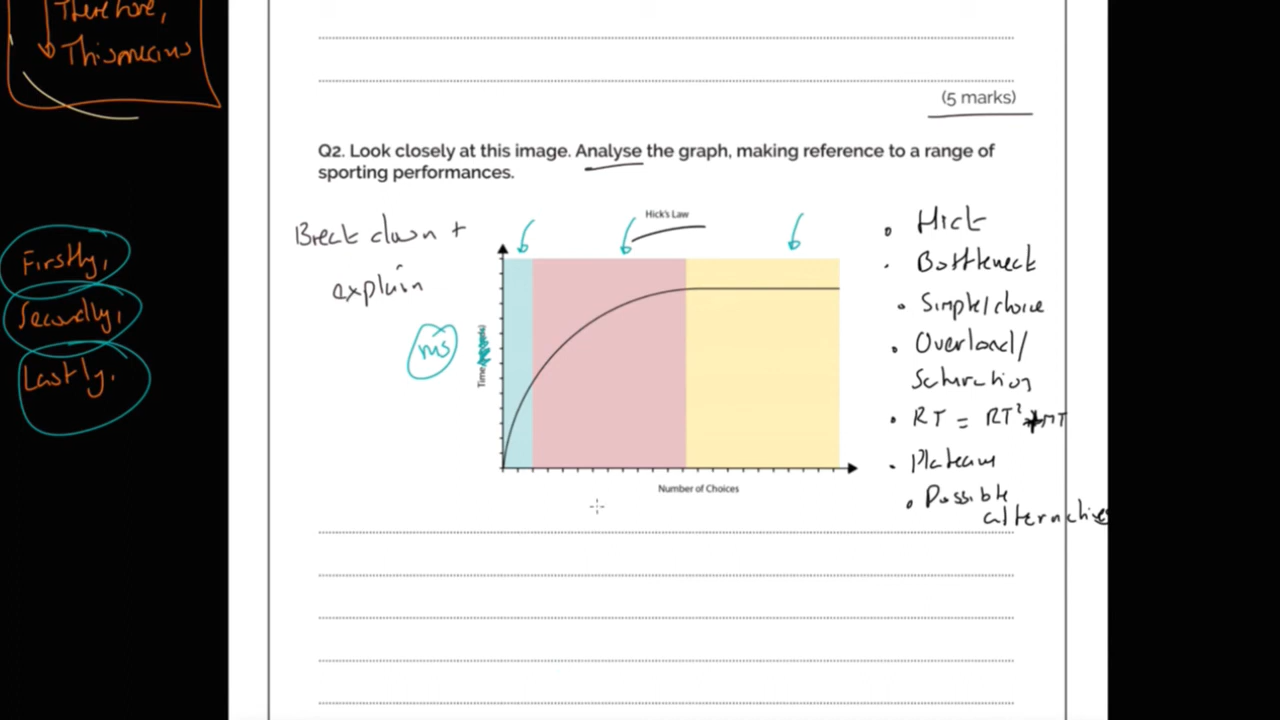 Therefore,
This means
(5 marks)
Q2. Look closely at this image. Analyse the graph, making reference to a range of
sporting performances.
Hick's Law
Break down +
explain
Firstly,
Secondly,
Lastly,
ms
Time
Number of Choices
• Hick
• Bottleneck
• Simple/choice
• Overload/
Saturation
• RT = RT² + MT
• Plateau
• Possible
alternatives